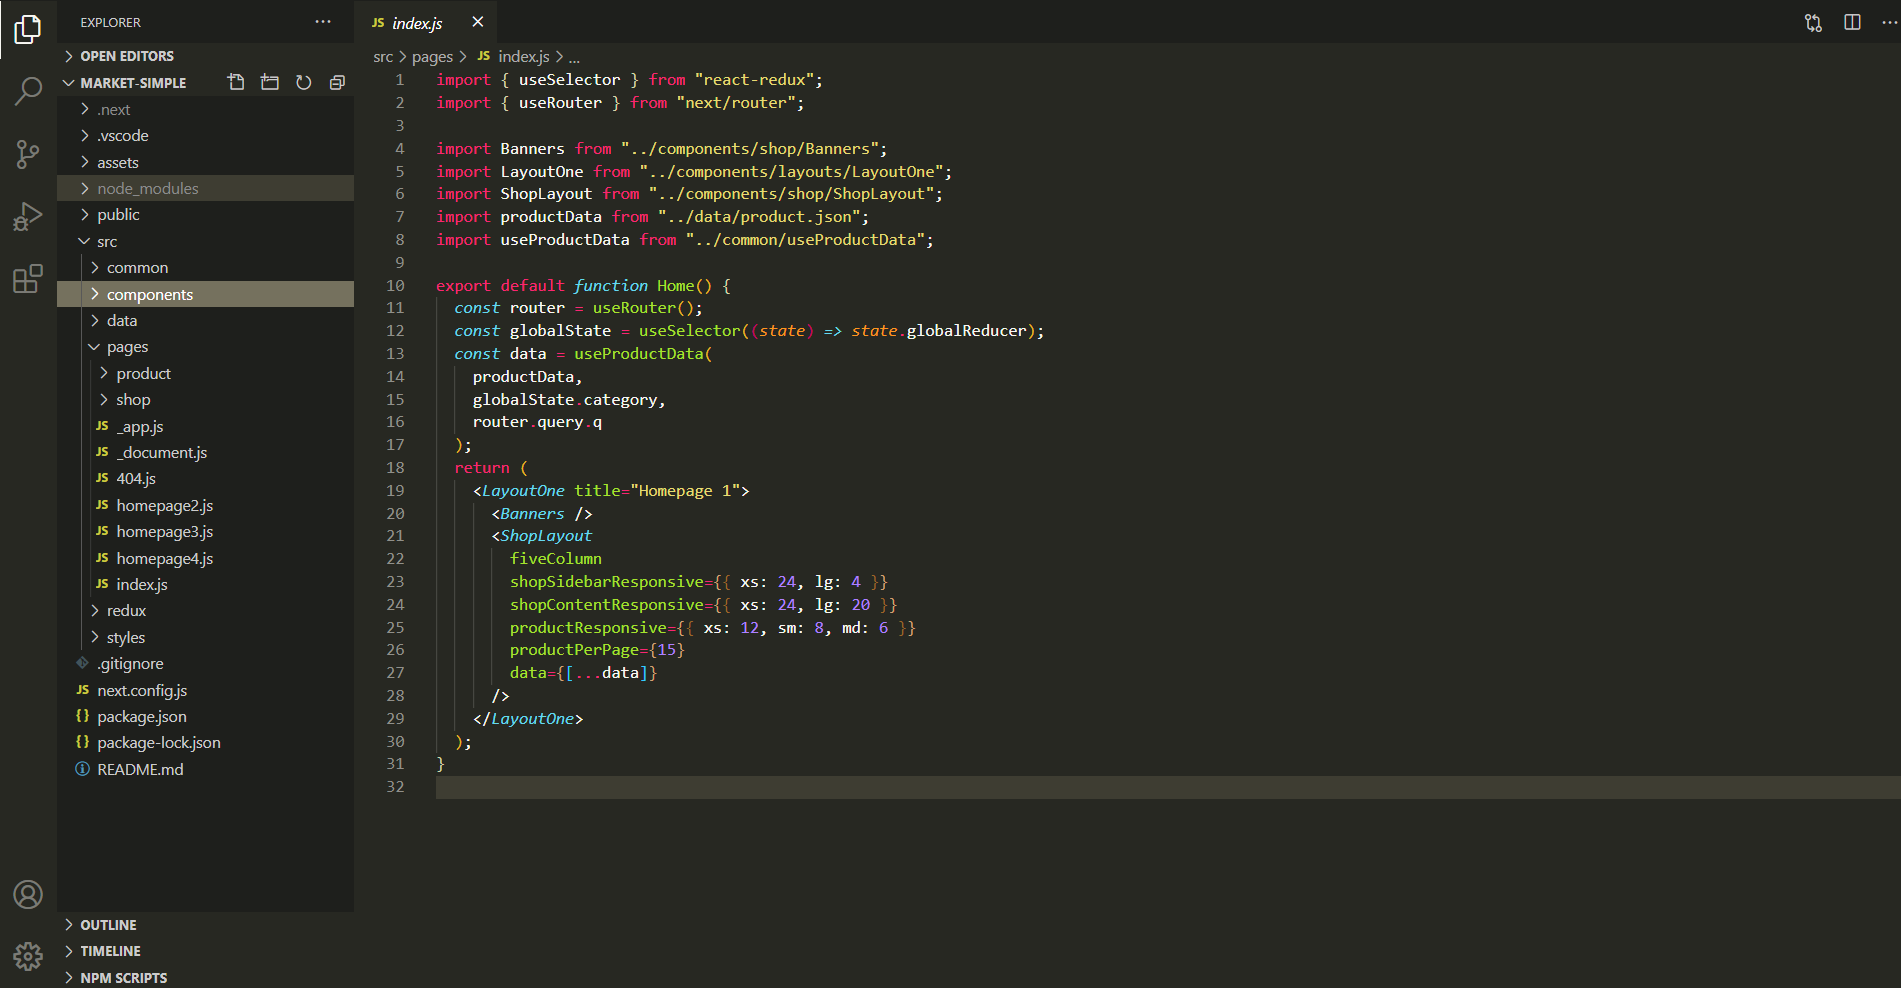 EXPLORER
OPEN EDITORS
MARKET-SIMPLE
.next
.vscode
assets
node_modules
public
src
common
components
data
pages
product
shop
JS _app.js
JS _document.js
JS 404.js
JS homepage2.js
JS homepage3.js
JS homepage4.js
JS index.js
redux
styles
.gitignore
JS next.config.js
{} package.json
{} package-lock.json
README.md
OUTLINE
TIMELINE
NPM SCRIPTS
JS index.js
src > pages > JS index.js > ...
1 import { useSelector } from "react-redux";
2 import { useRouter } from "next/router";
3
4 import Banners from "../components/shop/Banners";
5 import LayoutOne from "../components/layouts/LayoutOne";
6 import ShopLayout from "../components/shop/ShopLayout";
7 import productData from "../data/product.json";
8 import useProductData from "../common/useProductData";
9
10 export default function Home() {
11 const router = useRouter();
12 const globalState = useSelector((state) => state.globalReducer);
13 const data = useProductData(
14 productData,
15 globalState.category,
16 router.query.q
17 );
18 return (
19 <LayoutOne title="Homepage 1">
20 <Banners />
21 <ShopLayout
22 fiveColumn
23 shopSidebarResponsive={{ xs: 24, lg: 4 }}
24 shopContentResponsive={{ xs: 24, lg: 20 }}
25 productResponsive={{ xs: 12, sm: 8, md: 6 }}
26 productPerPage={15}
27 data={[...data]}
28 />
29 </LayoutOne>
30 );
31 }
32